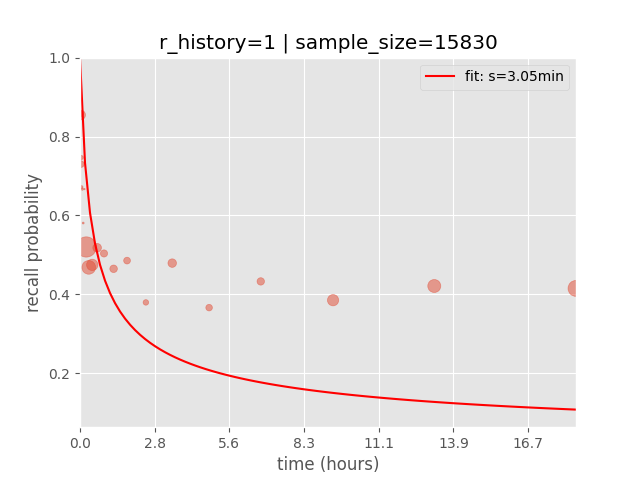 r_history=1 | sample_size=15830
fit: s=3.05min
recall probability
1.0
0.8
0.6
0.4
0.2
0.0 2.8 5.6 8.3 11.1 13.9 16.7
time (hours)